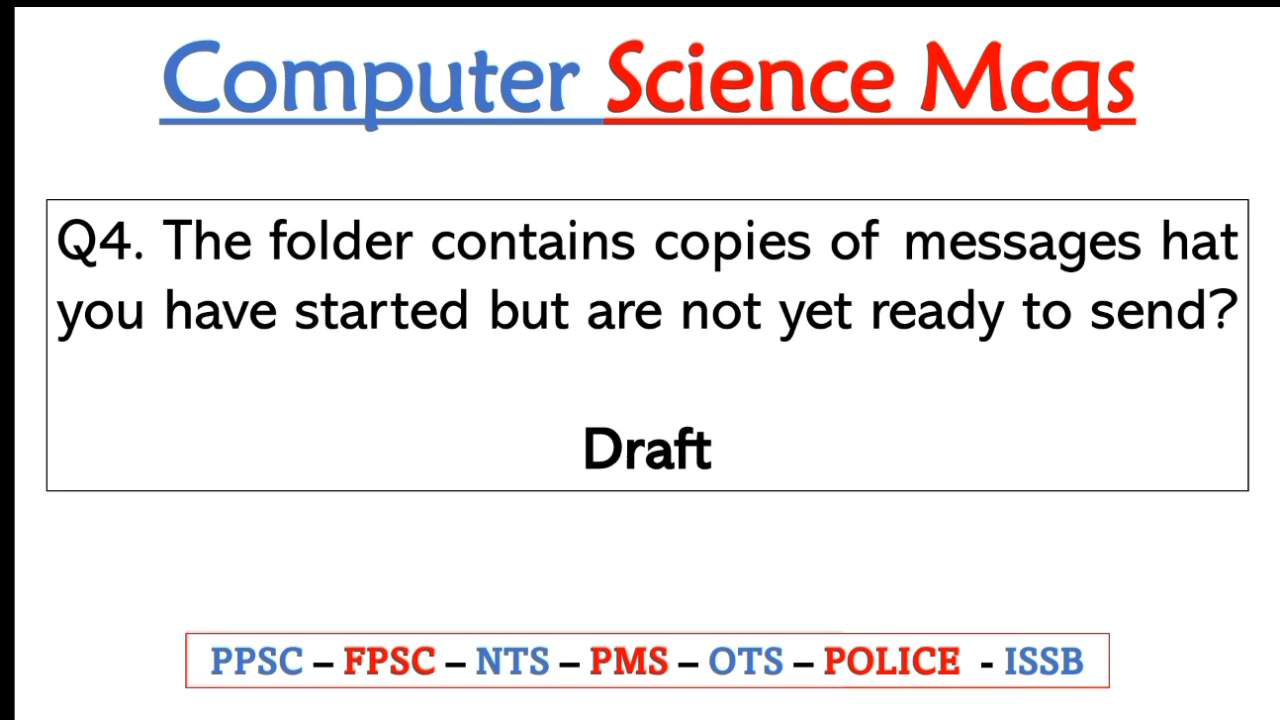 Computer Science Mcqs
Q4. The folder contains copies of messages hat
you have started but are not yet ready to send?
Draft
PPSC – FPSC – NTS – PMS – OTS – POLICE - ISSB